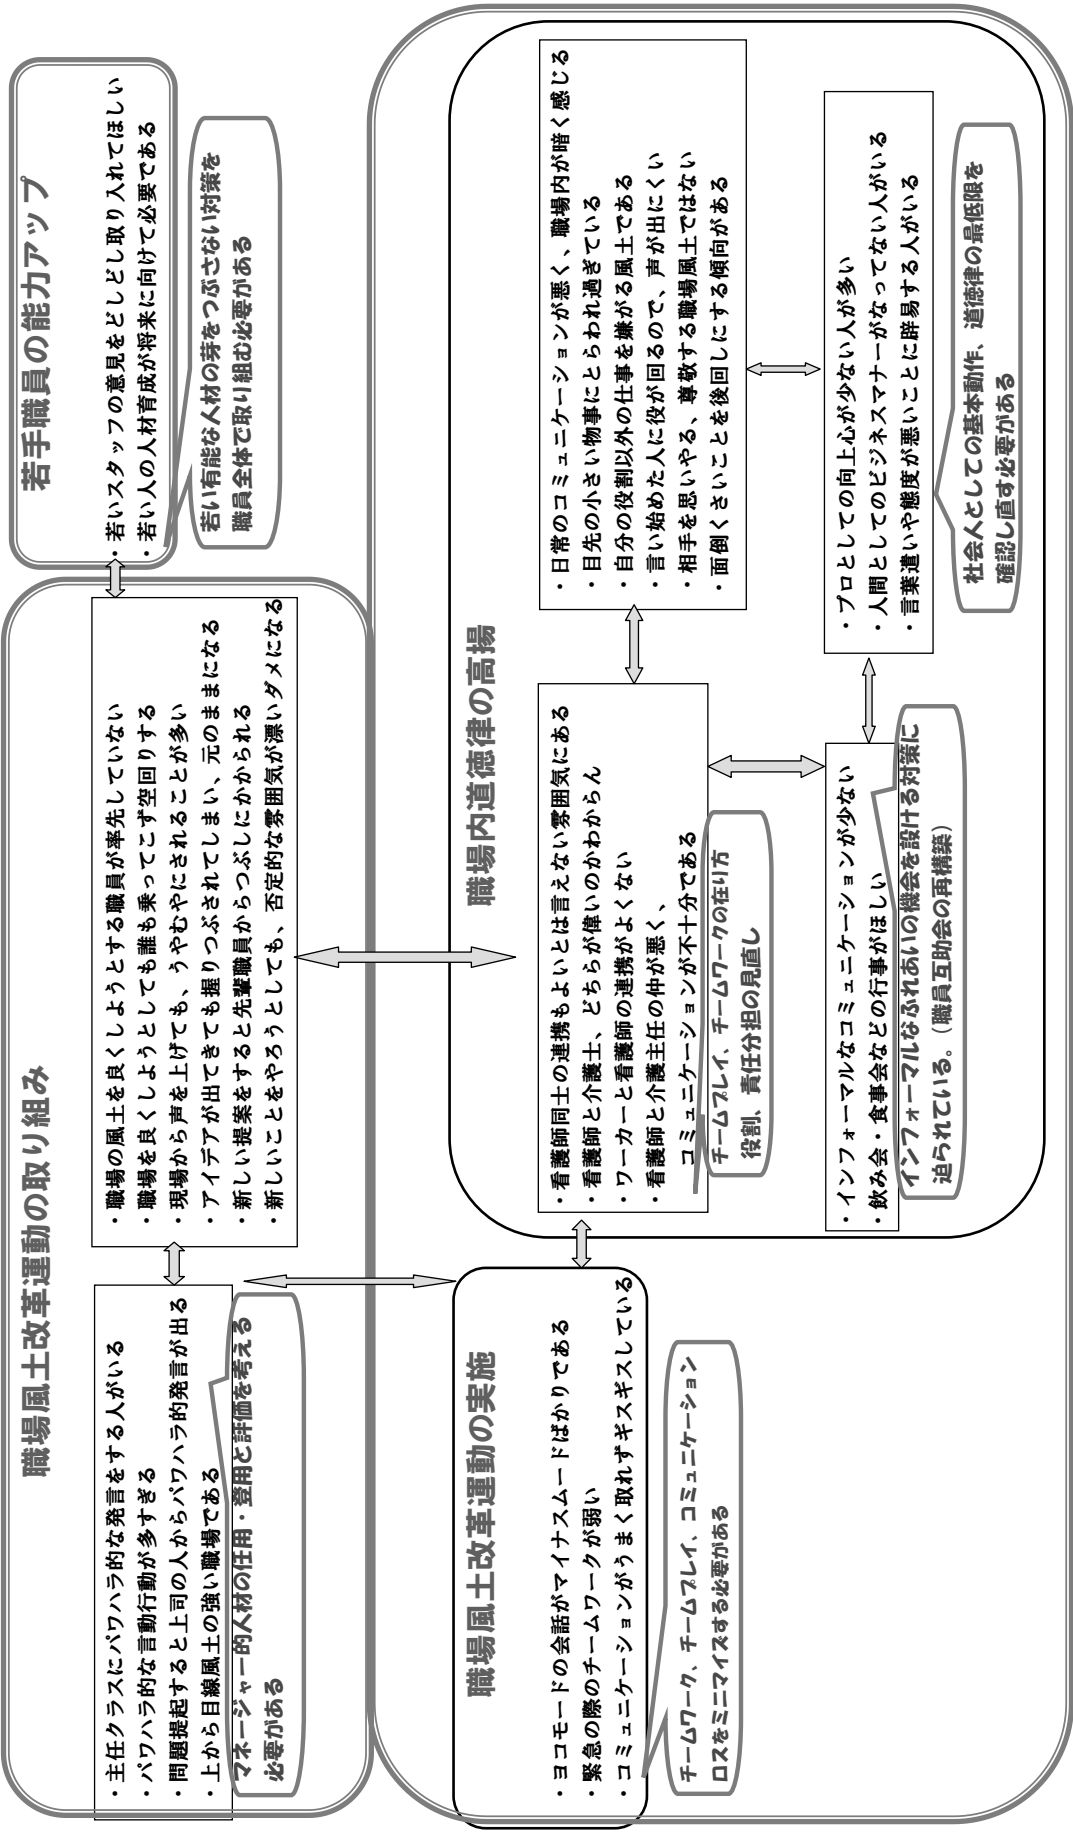 職場風土改革運動の取り組み
・主任クラスにパワハラ的な発言をする人がいる
・パワハラ的な言動行動が多すぎる
・問題提起すると上司の人からパワハラ的発言が出る
・上から目線風土の強い職場である
マネージャー的人材の任用・登用と評価を考える
必要がある
・職場の風土を良くしようとする職員が率先していない
・職場を良くしようとしても誰も乗ってこず空回りする
・現場から声を上げても、うやむやにされることが多い
・アイデアが出てきても握りつぶされてしまい、元のままになる
・新しい提案をすると先輩職員からつぶしにかかられる
・新しいことをやろうとしても、否定的な雰囲気が漂いダメになる
若手職員の能力アップ
・若いスタッフの意見をどしどし取り入れてほしい
・若い人の人材育成が将来に向けて必要である
若い有能な人材の芽をつぶさない対策を
職員全体で取り組む必要がある
職場風土改革運動の実施
・ヨコモードの会話がマイナスムードばかりである
・緊急の際のチームワークが弱い
・コミュニケーションがうまく取れずギスギスしている
チームワーク、チームプレイ、コミュニケーション
ロスをミニマイズする必要がある
職場内道徳律の高揚
・看護師同士の連携もよいとは言えない雰囲気にある
・看護師と介護士、どちらが偉いのかわからん
・ワーカーと看護師の連携がよくない
・看護師と介護主任の仲が悪く、
コミュニケーションが不十分である
チームプレイ、チームワークの在り方
役割、責任分担の見直し
・日常のコミュニケーションが悪く、職場内が暗く感じる
・目先の小さい物事にとらわれ過ぎている
・自分の役割以外の仕事を嫌がる風土である
・言い始めた人に役が回るので、声が出にくい
・相手を思いやる、尊敬する職場風土ではない
・面倒くさいことを後回しにする傾向がある
・インフォーマルなコミュニケーションが少ない
・飲み会・食事会などの行事がほしい
インフォーマルなふれあいの機会を設ける対策に
迫られている。（職員互助会の再構築）
・プロとしての向上心が少ない人が多い
・人間としてのビジネスマナーがなってない人がいる
・言葉遣いや態度が悪いことに辟易する人がいる
社会人としての基本動作、道徳律の最低限を
確認し直す必要がある